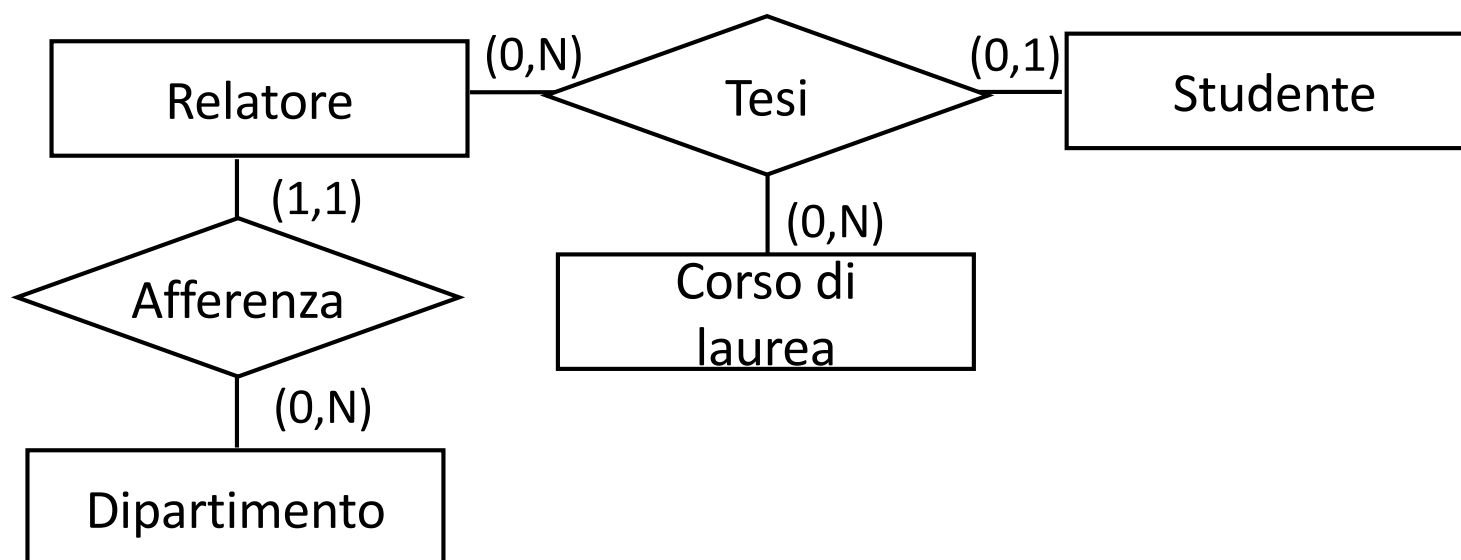 Relatore
(0,N)
Tesi
(0,1)
Studente
(1,1)
(0,N)
Afferenza
Corso di
laurea
(0,N)
Dipartimento